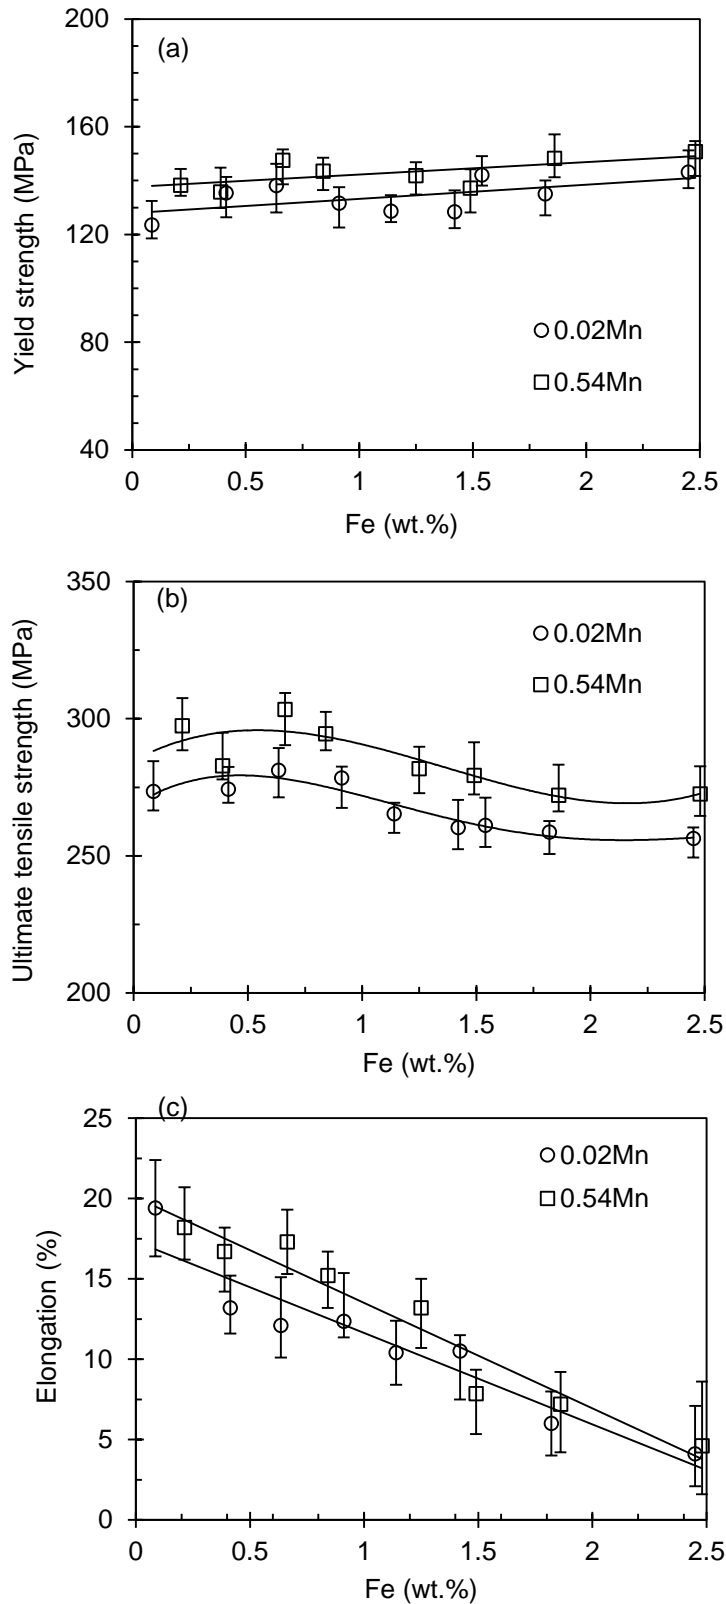 (a)
200
160
120
80
40
Yield strength (MPa)
0.02Mn
0.54Mn
0 0.5 1 1.5 2 2.5
Fe (wt.%)
(b)
350
300
250
200
Ultimate tensile strength (MPa)
0.02Mn
0.54Mn
0 0.5 1 1.5 2 2.5
Fe (wt.%)
(c)
25
20
15
10
5
0
Elongation (%)
0.02Mn
0.54Mn
0 0.5 1 1.5 2 2.5
Fe (wt.%)